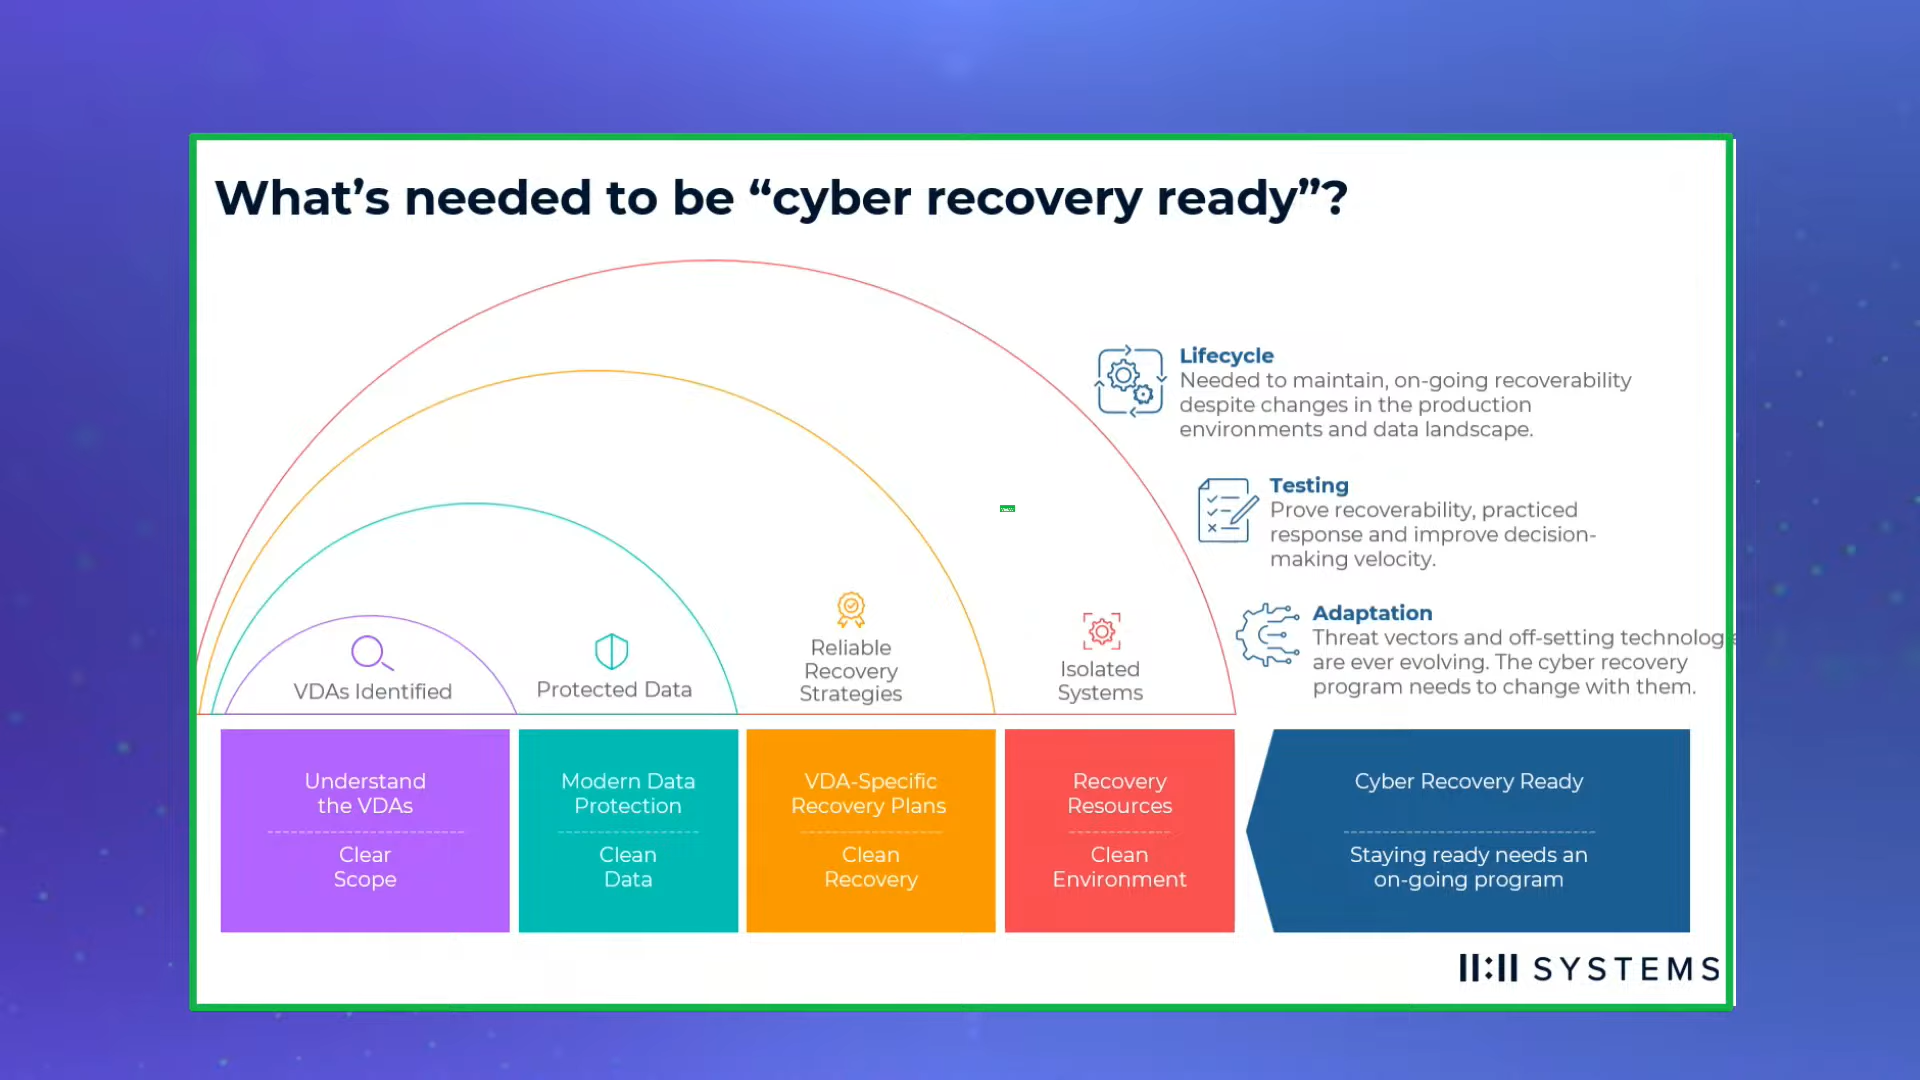 What’s needed to be “cyber recovery ready”?
Lifecycle
Needed to maintain, on-going recoverability
despite changes in the production
environments and data landscape.
Testing
Prove recoverability, practiced
response and improve decision-
making velocity.
Adaptation
Threat vectors and off-setting technologie
are ever evolving. The cyber recovery
program needs to change with them.
VDAs Identified
Protected Data
Reliable
Recovery
Strategies
Isolated
Systems
Understand
the VDAs
Clear
Scope
Modern Data
Protection
Clean
Data
VDA-Specific
Recovery Plans
Clean
Recovery
Recovery
Resources
Clean
Environment
Cyber Recovery Ready
Staying ready needs an
on-going program
11:11 SYSTEMS